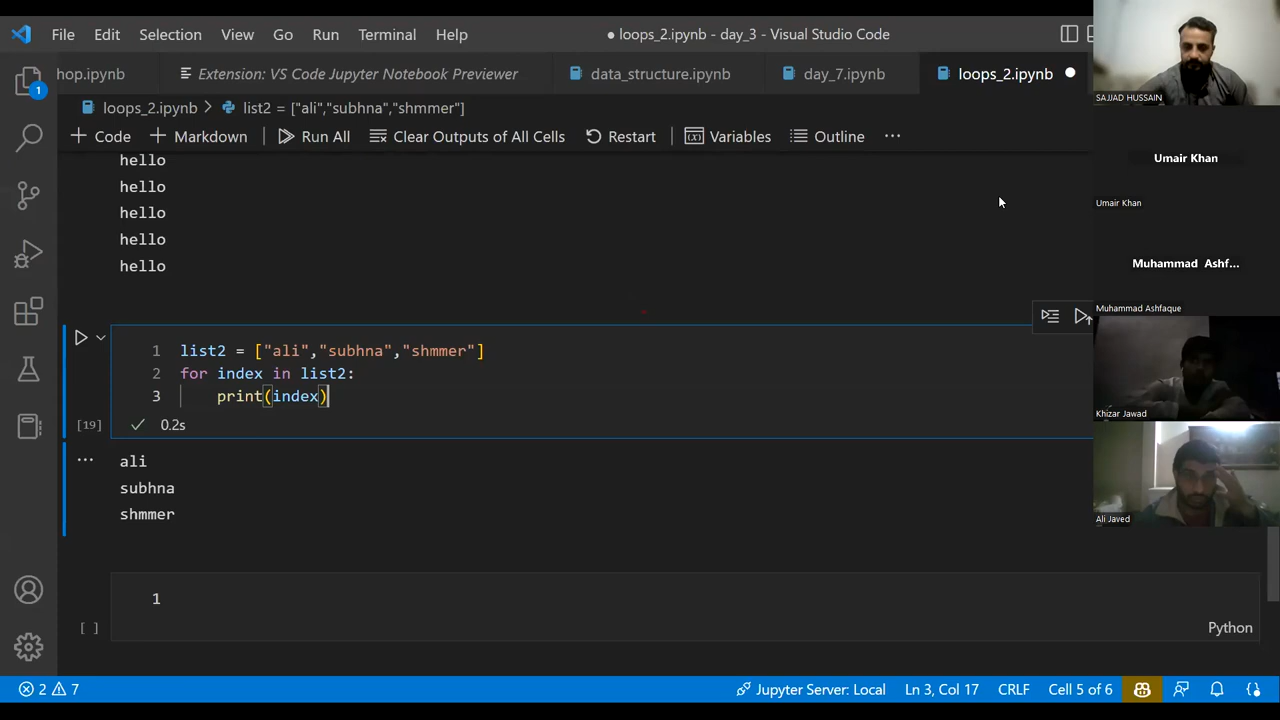 File Edit Selection View Go Run Terminal Help
● loops_2.ipynb - day_3 - Visual Studio Code
hop.ipynb
Extension: VS Code Jupyter Notebook Previewer
data_structure.ipynb
day_7.ipynb
loops_2.ipynb
1
loops_2.ipynb > list2 = ["ali","subhna","shmmer"]
+ Code + Markdown Run All Clear Outputs of All Cells Restart Variables Outline ...
hello
hello
hello
hello
hello
1 list2 = ["ali","subhna","shmmer"]
2 for index in list2:
3 print(index)
[19] 0.2s
... ali
subhna
shmmer
1
[ ] Python
2 7 Jupyter Server: Local Ln 3, Col 17 CRLF Cell 5 of 6
SAJJAD HUSSAIN
Umair Khan
Umair Khan
Muhammad Ashf...
Muhammad Ashfaque
Khizar Jawad
Ali Javed